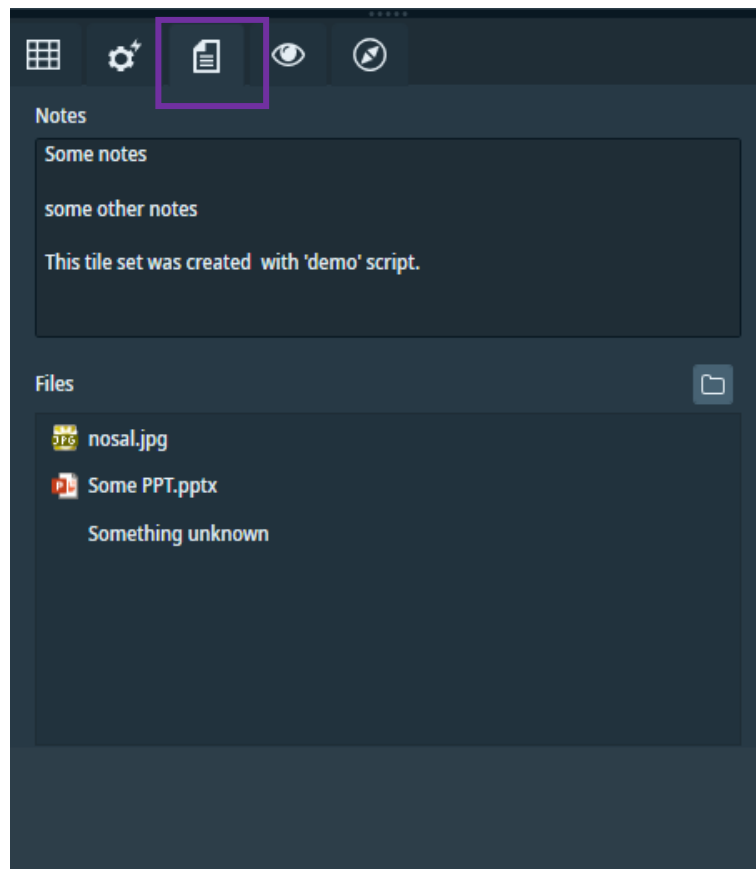 Notes
Some notes
some other notes
This tile set was created  with 'demo' script.
Files
JPG
nosal.jpg
P
Some PPT.pptx
Something unknown